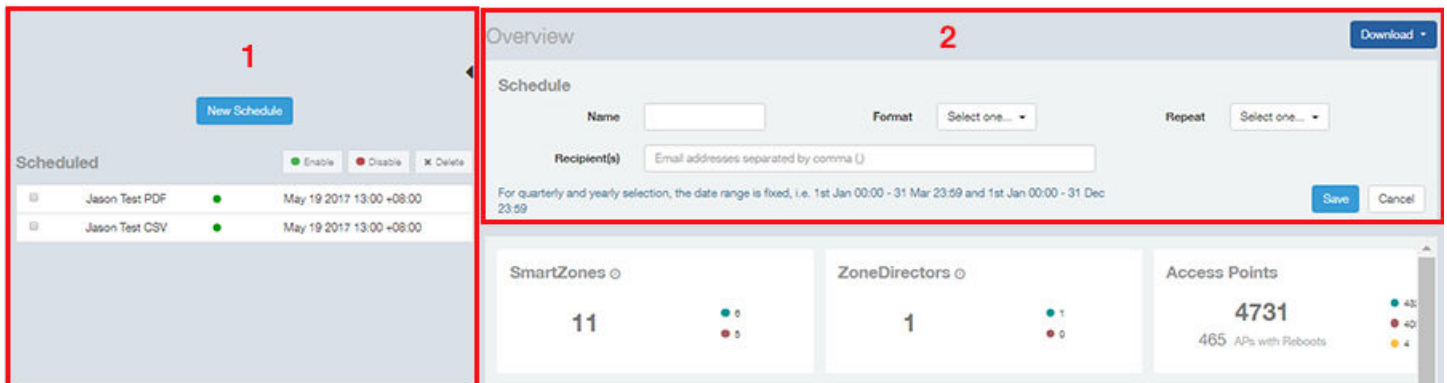 1
New Schedule
Scheduled
Enable Disable × Delete
Jason Test PDF May 19 2017 13:00 +08:00
Jason Test CSV May 19 2017 13:00 +08:00
Overview
2
Download
Schedule
Name Format Select one... Repeat Select one...
Recipient(s) Email addresses separated by comma (,)
For quarterly and yearly selection, the date range is fixed, i.e. 1st Jan 00:00 - 31 Mar 23:59 and 1st Jan 00:00 - 31 Dec
23:59
Save Cancel
SmartZones
11
6
5
ZoneDirectors
1
1
0
Access Points
4731
465 APs with Reboots
4